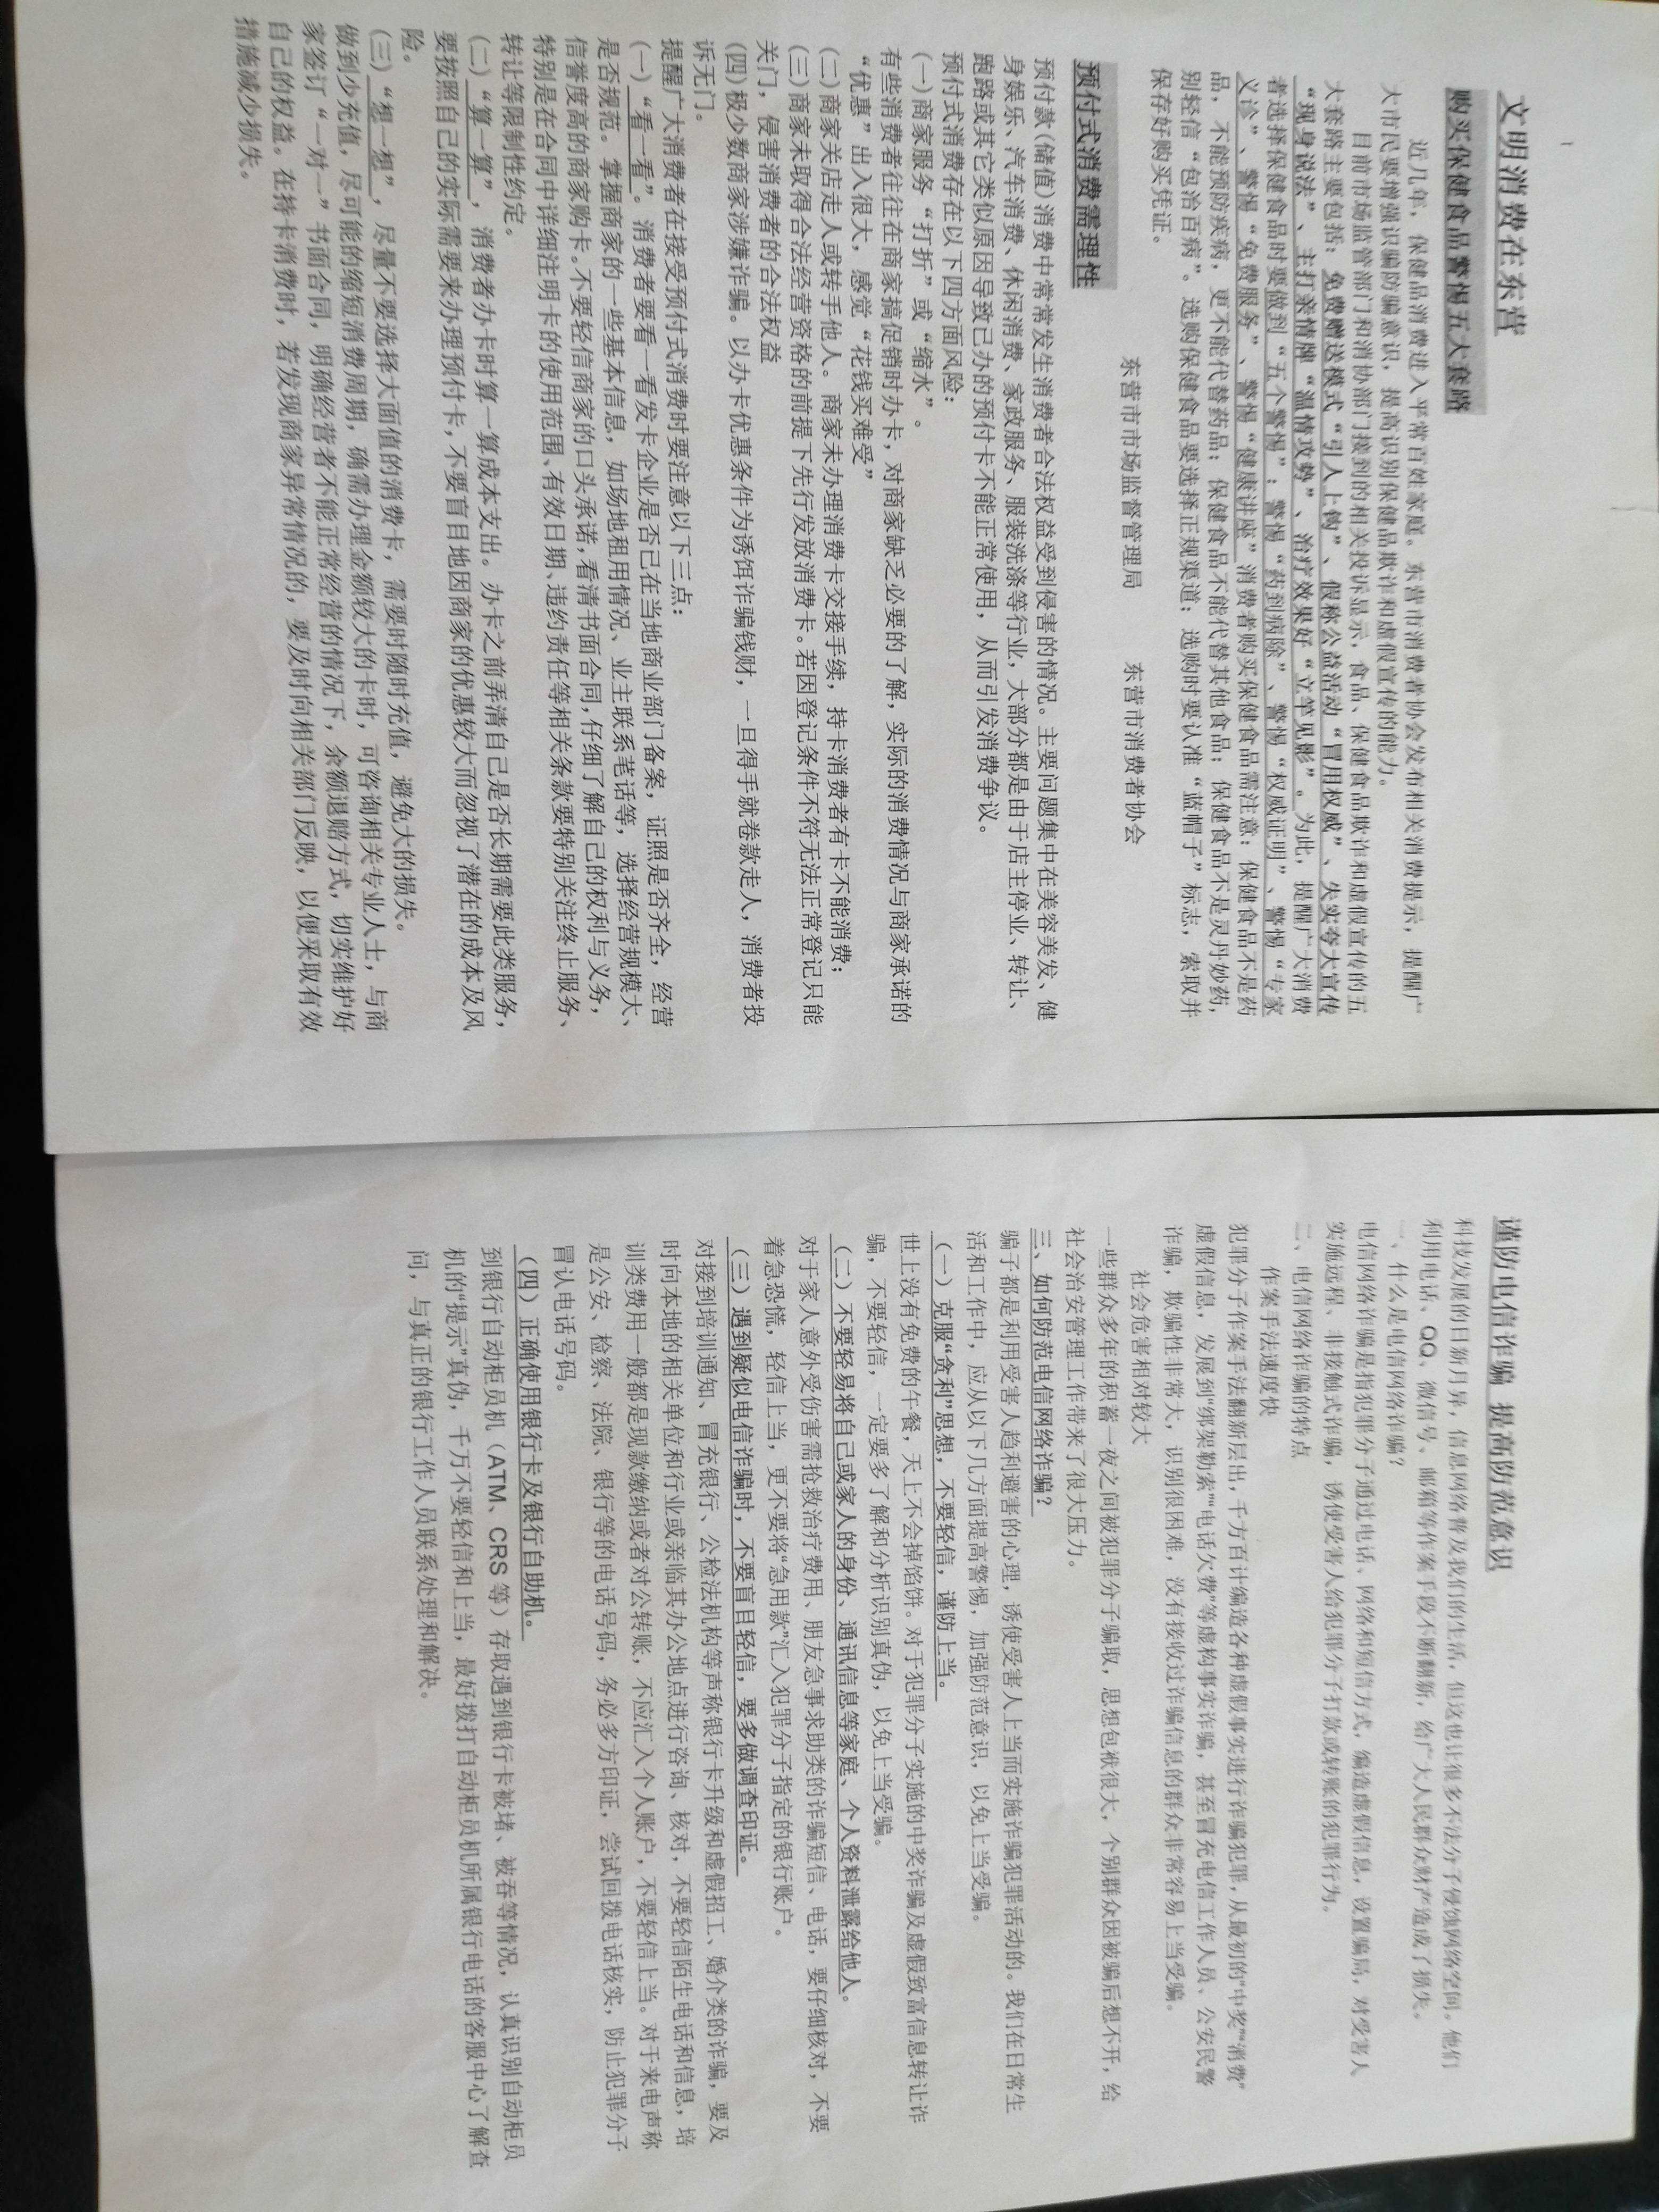 文明消费在东营
购买保健食品警惕五大套路
近几年，保健品消费进入平常百姓家庭。东营市消费者协会发布相关消费提示，提醒广
大市民要增强识骗防骗意识，提高识别保健品欺诈和虚假宣传的能力。
目前市场监管部门和消协部门接到的相关投诉显示，食品、保健食品欺诈和虚假宣传的五
大套路主要包括：免费赠送模式“引人上钩”、假称公益活动“冒用权威”、失实夸大宣传
“现身说法”、主打亲情牌“温情攻势”、治疗效果好“立竿见影”。为此，提醒广大消费
者选择保健食品时要做到“五个警惕”：警惕“药到病除”、警惕“权威证明”、警惕“专家
义诊”、警惕“免费服务”、警惕“健康讲座”消费者购买保健食品需注意：保健食品不是药
品，不能预防疾病，更不能代替药品；保健食品不能代替其他食品；保健食品不是灵丹妙药，
别轻信“包治百病”。选购保健食品要选择正规渠道；选购时要认准“蓝帽子”标志，索取并
保存好购买凭证。
东营市市场监督管理局 东营市消费者协会
预付式消费需理性
预付款(储值)消费中常常发生消费者合法权益受到侵害的情况。主要问题集中在美容美发、健
身娱乐、汽车消费、休闲消费、家政服务、服装洗涤等行业，大部分都是由于店主停业、转让、
跑路或其它类似原因导致已办的预付卡不能正常使用，从而引发消费争议。
预付式消费存在以下四方面风险：
(一)商家服务“打折”或“缩水”。
有些消费者往往在商家搞促销时办卡，对商家缺乏必要的了解，实际的消费情况与商家承诺的
“优惠”出入很大，感觉“花钱买难受”
(二)商家关店走人或转手他人。商家未办理消费卡交接手续，持卡消费者有卡不能消费；
(三)商家未取得合法经营资格的前提下先行发放消费卡。若因登记条件不符无法正常登记只能
关门，侵害消费者的合法权益
(四)极少数商家涉嫌诈骗。以办卡优惠条件为诱饵诈骗钱财，一旦得手就卷款走人，消费者投
诉无门。
提醒广大消费者在接受预付式消费时要注意以下三点：
(一)“看一看”。消费者要看一看发卡企业是否已在当地商业部门备案，证照是否齐全，经营
是否规范。掌握商家的一些基本信息，如场地租用情况、业主联系荖话等，选择经营规模大、
信誉度高的商家购卡。不要轻信商家的口头承诺，看清书面合同，仔细了解自己的权利与义务，
特别是在合同中详细注明卡的使用范围、有效日期、违约责任等相关条款要特别关注终止服务、
转让等限制性约定。
(二)“算一算”，消费者办卡时算一算成本支出。办卡之前弄清自己是否长期需要此类服务，
要按照自己的实际需要来办理预付卡，不要盲目地因商家的优惠较大而忽视了潜在的成本及风
险。
(三)“想一想”，尽量不要选择大面值的消费卡，需要时随时充值，避免大的损失。
做到少充值，尽可能的缩短消费周期，确需办理金额较大的卡时，可咨询相关专业人士，与商
家签订“一对一”书面合同，明确经营者不能正常经营的情况下，余额退赔方式，切实维护好
自己的权益。在持卡消费时，若发现商家异常情况的，要及时向相关部门反映，以便采取有效
措施减少损失。
谨防电信诈骗 提高防范意识
科技发展的日新月异，信息网络普及我们的生活，但这也让很多不法分子侵蚀网络空间。他们
利用电话、QQ、微信号、邮箱等作案手段不断翻新，给广大人民群众财产造成了损失。
一、什么是电信网络诈骗？
电信网络诈骗是指犯罪分子通过电话、网络和短信方式，编造虚假信息，设置骗局，对受害人
实施远程、非接触式诈骗，诱使受害人给犯罪分子打款或转账的犯罪行为。
二、电信网络诈骗的特点
作案手法速度快
犯罪分子作案手法翻新层出，千方百计编造各种虚假事实进行诈骗犯罪，从最初的“中奖”“消费”
虚假信息，发展到“绑架勒索”“电话欠费”等虚构事实诈骗，甚至冒充电信工作人员、公安民警
诈骗，欺骗性非常大，识别很困难，没有接收过诈骗信息的群众非常容易上当受骗。
社会危害相对较大
一些群众多年的积蓄一夜之间被犯罪分子骗取，思想包袱很大，个别群众因被骗后想不开，给
社会治安管理工作带来了很大压力。
三、如何防范电信网络诈骗？
骗子都是利用受害人趋利避害的心理，诱使受害人上当而实施诈骗犯罪活动的。我们在日常生
活和工作中，应从以下几方面提高警惕，加强防范意识，以免上当受骗。
（一）克服“贪利”思想，不要轻信，谨防上当。
世上没有免费的午餐，天上不会掉馅饼。对于犯罪分子实施的中奖诈骗及虚假致富信息转让诈
骗，不要轻信，一定要多了解和分析识别真伪，以免上当受骗。
（二）不要轻易将自己或家人的身份、通讯信息等家庭、个人资料泄露给他人。
对于家人意外受伤害需抢救治疗费用、朋友急事求助类的诈骗短信、电话，要仔细核对，不要
着急恐慌，轻信上当，更不要将“急用款”汇入犯罪分子指定的银行账户。
（三）遇到疑似电信诈骗时，不要盲目轻信，要多做调查印证。
对接到培训通知、冒充银行、公检法机构等声称银行卡升级和虚假招工、婚介类的诈骗，要及
时向本地的相关单位和行业或亲临其办公地点进行咨询、核对，不要轻信陌生电话和信息，培
训类费用一般都是现款缴纳或者对公转账，不应汇入个人账户，不要轻信上当。对于来电声称
是公安、检察、法院、银行等的电话号码，务必多方印证，尝试回拨电话核实，防止犯罪分子
冒认电话号码。
（四）正确使用银行卡及银行自助机。
到银行自动柜员机（ATM、CRS 等）存取遇到银行卡被堵、被吞等情况，认真识别自动柜员
机的“提示”真伪，千万不要轻信和上当，最好拨打自动柜员机所属银行电话的客服中心了解查
问，与真正的银行工作人员联系处理和解决。